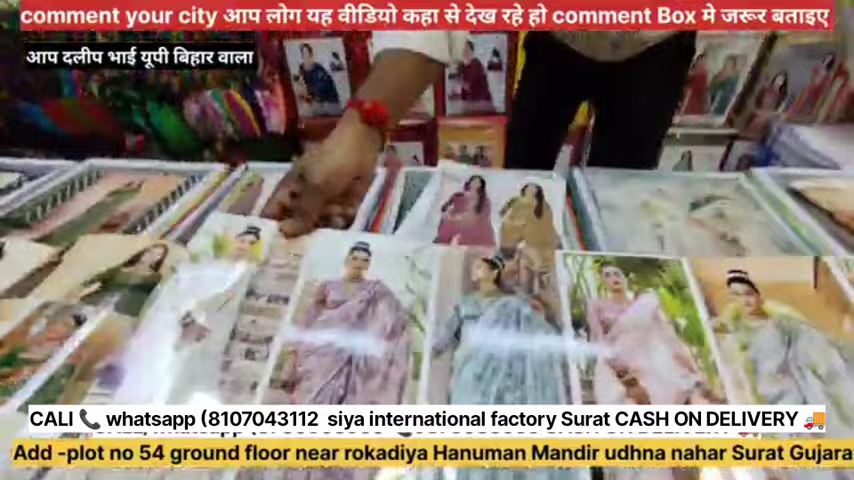 comment your city आप लोग यह वीडियो कहा से देख रहे हो comment Box मे जरूर बताइए
आप दलीप भाई यूपी बिहार वाला
CALI 📞 whatsapp (8107043112 siya international factory Surat CASH ON DELIVERY 🚚
Add -plot no 54 ground floor near rokadiya Hanuman Mandir udhna nahar Surat Gujara